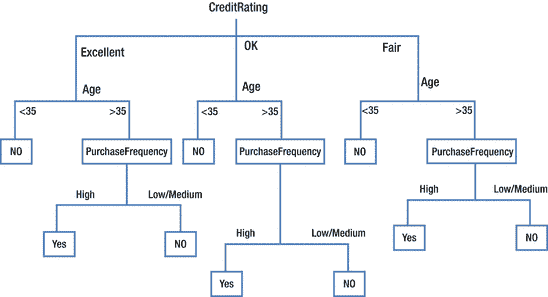 CreditRating
Excellent
OK
Fair
Age
Age
Age
<35
>35
<35
>35
<35
>35
NO
PurchaseFrequency
NO
PurchaseFrequency
NO
PurchaseFrequency
High
Low/Medium
High
Low/Medium
High
Low/Medium
Yes
NO
Yes
NO
Yes
NO